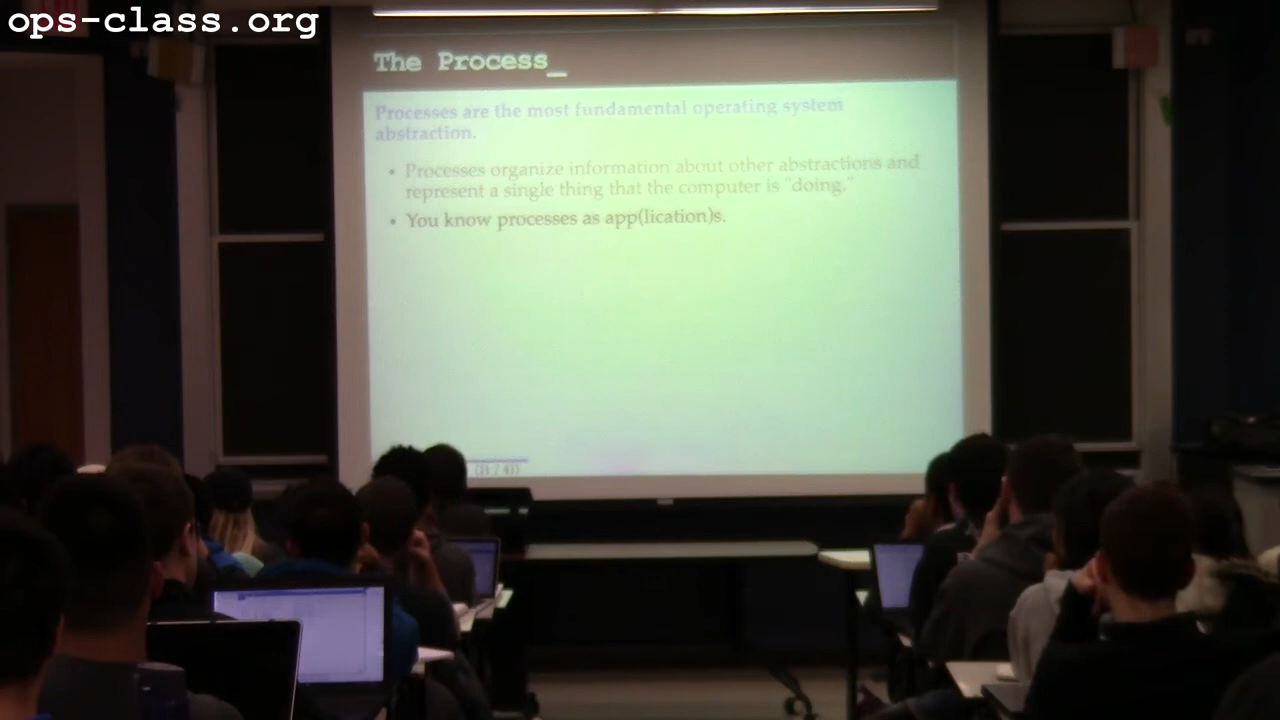 ops-class.org
The Process_
Processes are the most fundamental operating system
abstraction.
• Processes organize information about other abstractions and
represent a single thing that the computer is "doing."
• You know processes as app(lication)s.